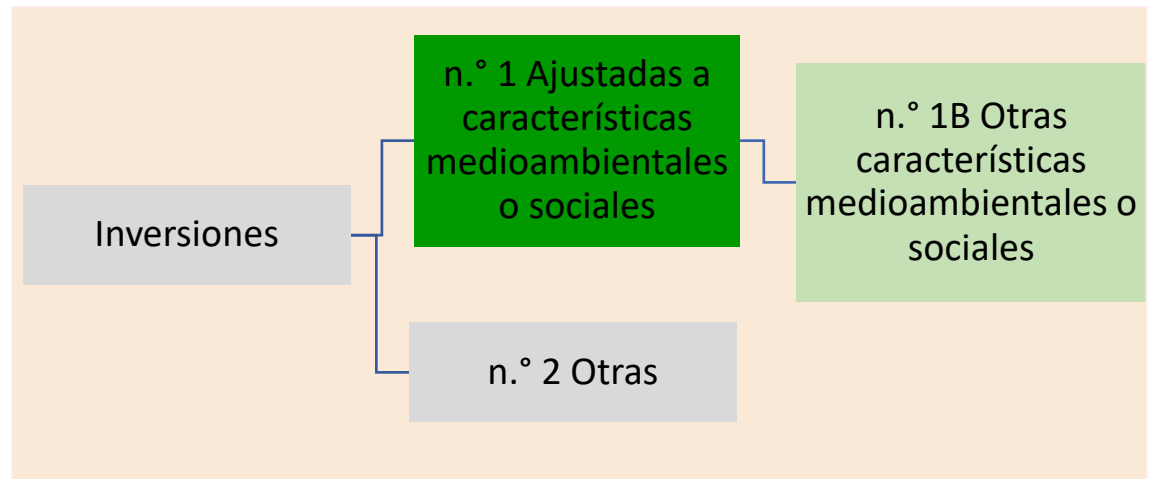 Inversiones
n.° 1 Ajustadas a
características
medioambientales
o sociales
n.° 1B Otras
características
medioambientales o
sociales
n.° 2 Otras